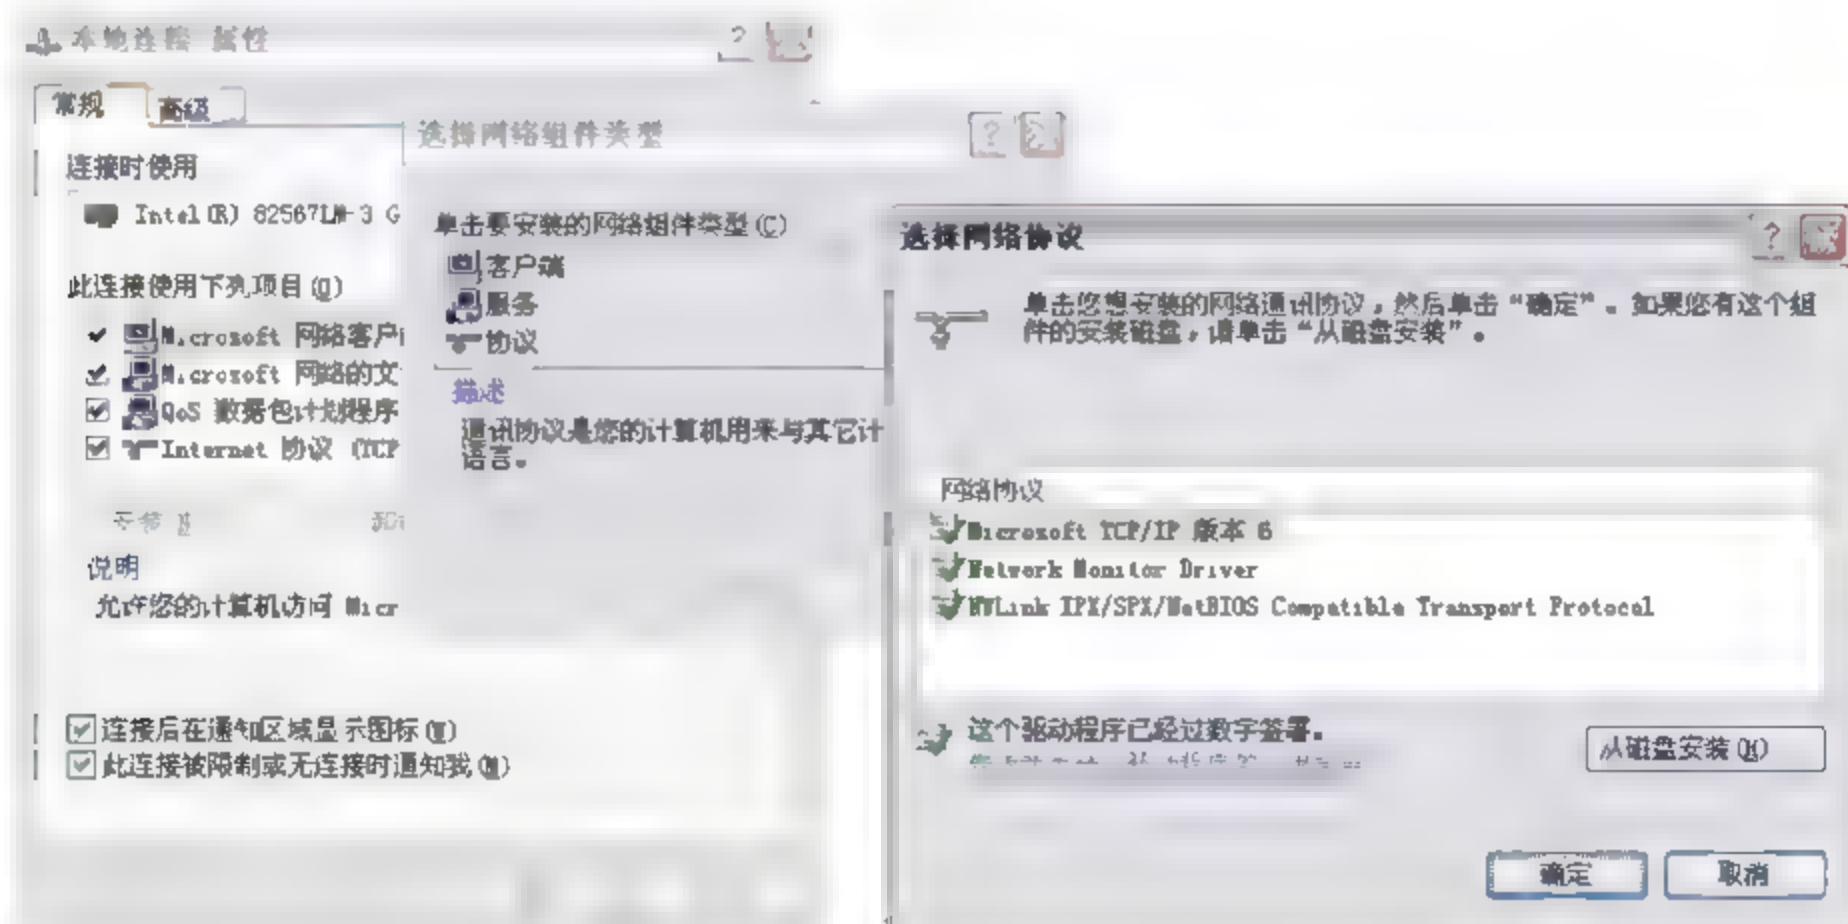 本地连接 属性
常规
高级
连接时使用
Intel(R) 82567LM-3 G
此连接使用下列项目(O)
Microsoft 网络客户
Microsoft 网络的文
QoS 数据包计划程序
Internet 协议 (TCP
安装
说明
允许您的计算机访问 Micr
连接后在通知区域显示图标(W)
此连接被限制或无连接时通知我(M)
选择网络组件类型
单击要安装的网络组件类型(C)
客户端
服务
协议
描述
通讯协议是您的计算机用来与其它计
语言。
选择网络协议
单击您想安装的网络通讯协议，然后单击“确定”。如果您有这个组
件的安装磁盘，请单击“从磁盘安装”。
网络协议
Microsoft TCP/IP 版本 6
Network Monitor Driver
NWLink IPX/SPX/NetBIOS Compatible Transport Protocol
这个驱动程序已经过数字签署。
从磁盘安装(H)
确定
取消